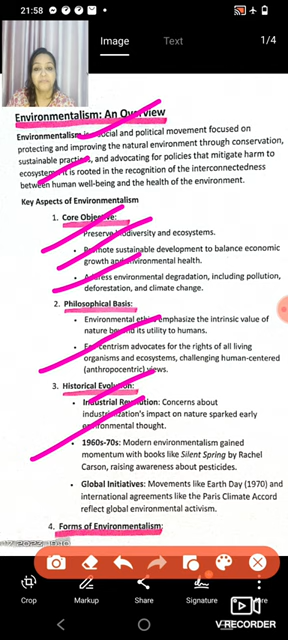 21:58
Image Text 1/4
Environmentalism: An Overview
Environmentalism is social and political movement focused on
protecting and improving the natural environment through conservation,
sustainable practices, and advocating for policies that mitigate harm to
ecosystems. It is rooted in the recognition of the interconnectedness
between human well-being and the health of the environment.
Key Aspects of Environmentalism
1. Core Objective:
Preserve biodiversity and ecosystems.
Promote sustainable development to balance economic
growth and environmental health.
Address environmental degradation, including pollution,
deforestation, and climate change.
2. Philosophical Basis:
Environmental ethics emphasize the intrinsic value of
nature beyond its utility to humans.
Ecocentrism advocates for the rights of all living
organisms and ecosystems, challenging human-centered
(anthropocentric) views.
3. Historical Evolution:
Industrial Revolution: Concerns about
industrialization's impact on nature sparked early
environmental thought.
1960s-70s: Modern environmentalism gained
momentum with books like Silent Spring by Rachel
Carson, raising awareness about pesticides.
Global Initiatives: Movements like Earth Day (1970) and
international agreements like the Paris Climate Accord
reflect global environmental activism.
4. Forms of Environmentalism:
Crop Markup Share Signature More
V·RECORDER